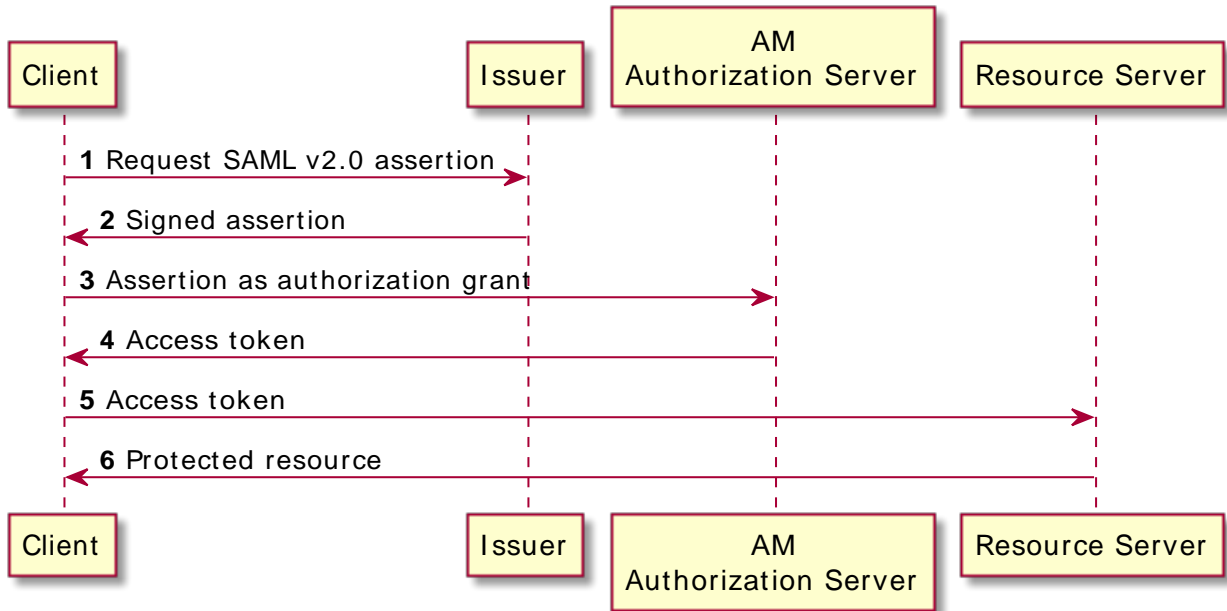 AM
Client
Issuer
Authorization Server
Resource Server
1 Request SAML v2.0 assertion
2 Signed assertion
3 Assertion as authorization grant
4 Access token
5 Access token
6 Protected resource
Client
Issuer
AM
Authorization Server
Resource Server